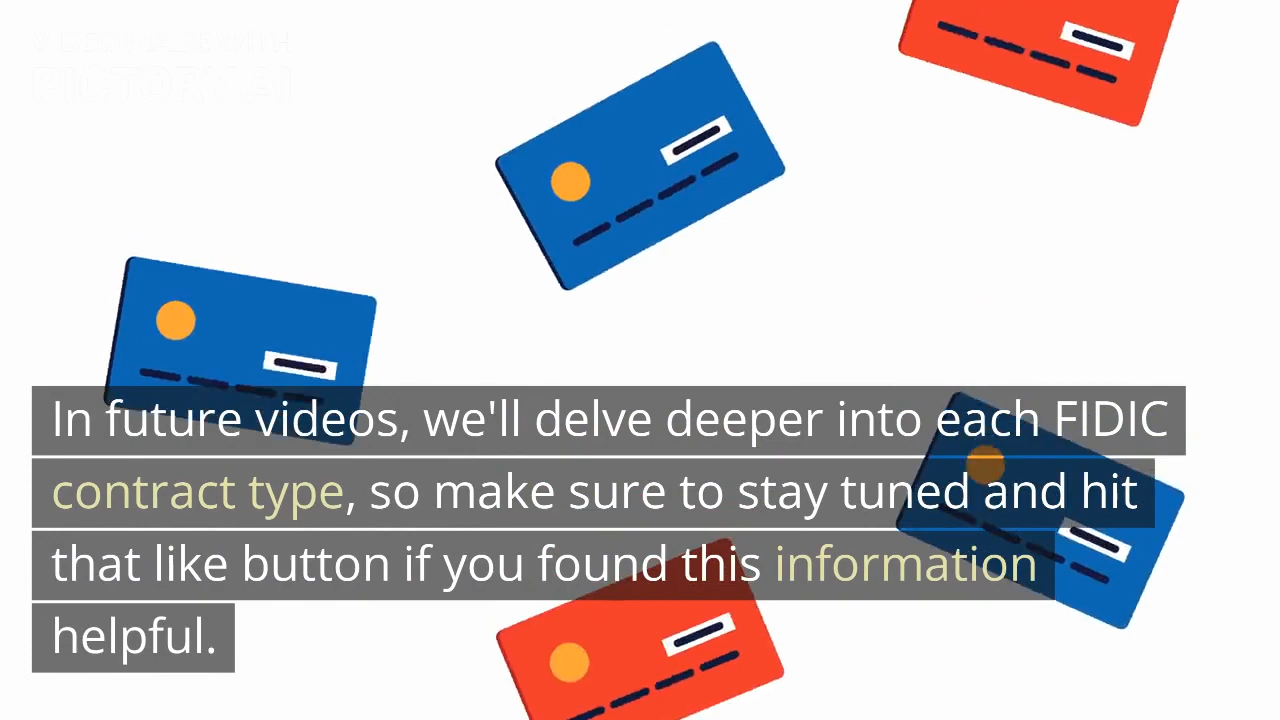 In future videos, we'll delve deeper into each FIDIC
contract type, so make sure to stay tuned and hit
that like button if you found this information
helpful.